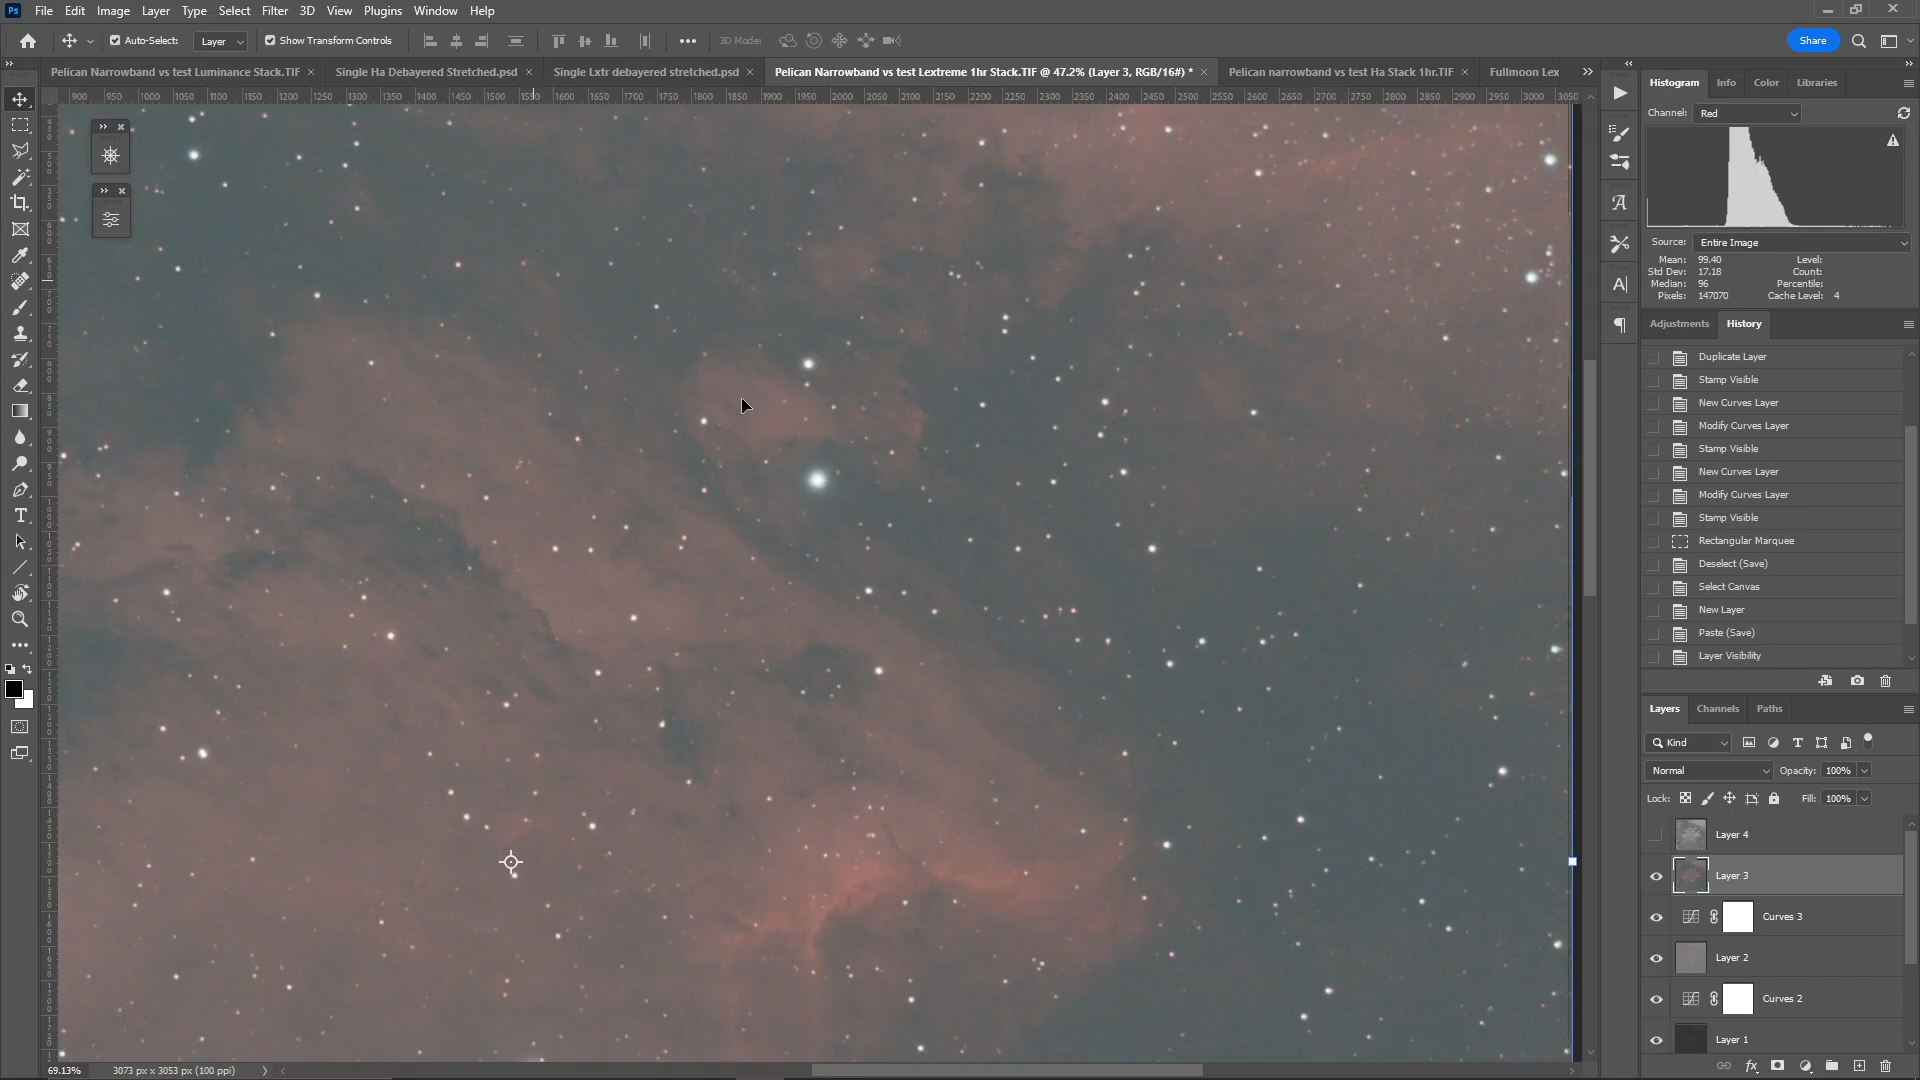 Ps File Edit Image Layer Type Select Filter 3D View Plugins Window Help
Auto-Select: Layer Show Transform Controls 3D Mode: Share
Pelican Narrowband vs test Luminance Stack.TIF Single Ha Debayered Stretched.psd Single Lxtr debayered stretched.psd Pelican Narrowband vs test Lextreme 1hr Stack.TIF @ 47.2% (Layer 3, RGB/16#) * Pelican narrowband vs test Ha Stack 1hr.TIF Fullmoon Lex
900 950 1000 1050 1100 1150 1200 1250 1300 1350 1400 1450 1500 1550 1600 1650 1700 1750 1800 1850 1900 1950 2000 2050 2100 2150 2200 2250 2300 2350 2400 2450 2500 2550 2600 2650 2700 2750 2800 2850 2900 2950 3000 3050
Histogram Info Color Libraries
Channel: Red
Source: Entire Image
Mean: 99.40 Level:
Std Dev: 17.18 Count:
Median: 96 Percentile:
Pixels: 147070 Cache Level: 4
Adjustments History
Duplicate Layer
Stamp Visible
New Curves Layer
Modify Curves Layer
Stamp Visible
New Curves Layer
Modify Curves Layer
Stamp Visible
Rectangular Marquee
Deselect (Save)
Select Canvas
New Layer
Paste (Save)
Layer Visibility
Layers Channels Paths
Kind
Normal Opacity: 100%
Lock: Fill: 100%
Layer 4
Layer 3
Curves 3
Layer 2
Curves 2
Layer 1
69.13% 3073 px x 3053 px (100 ppi)